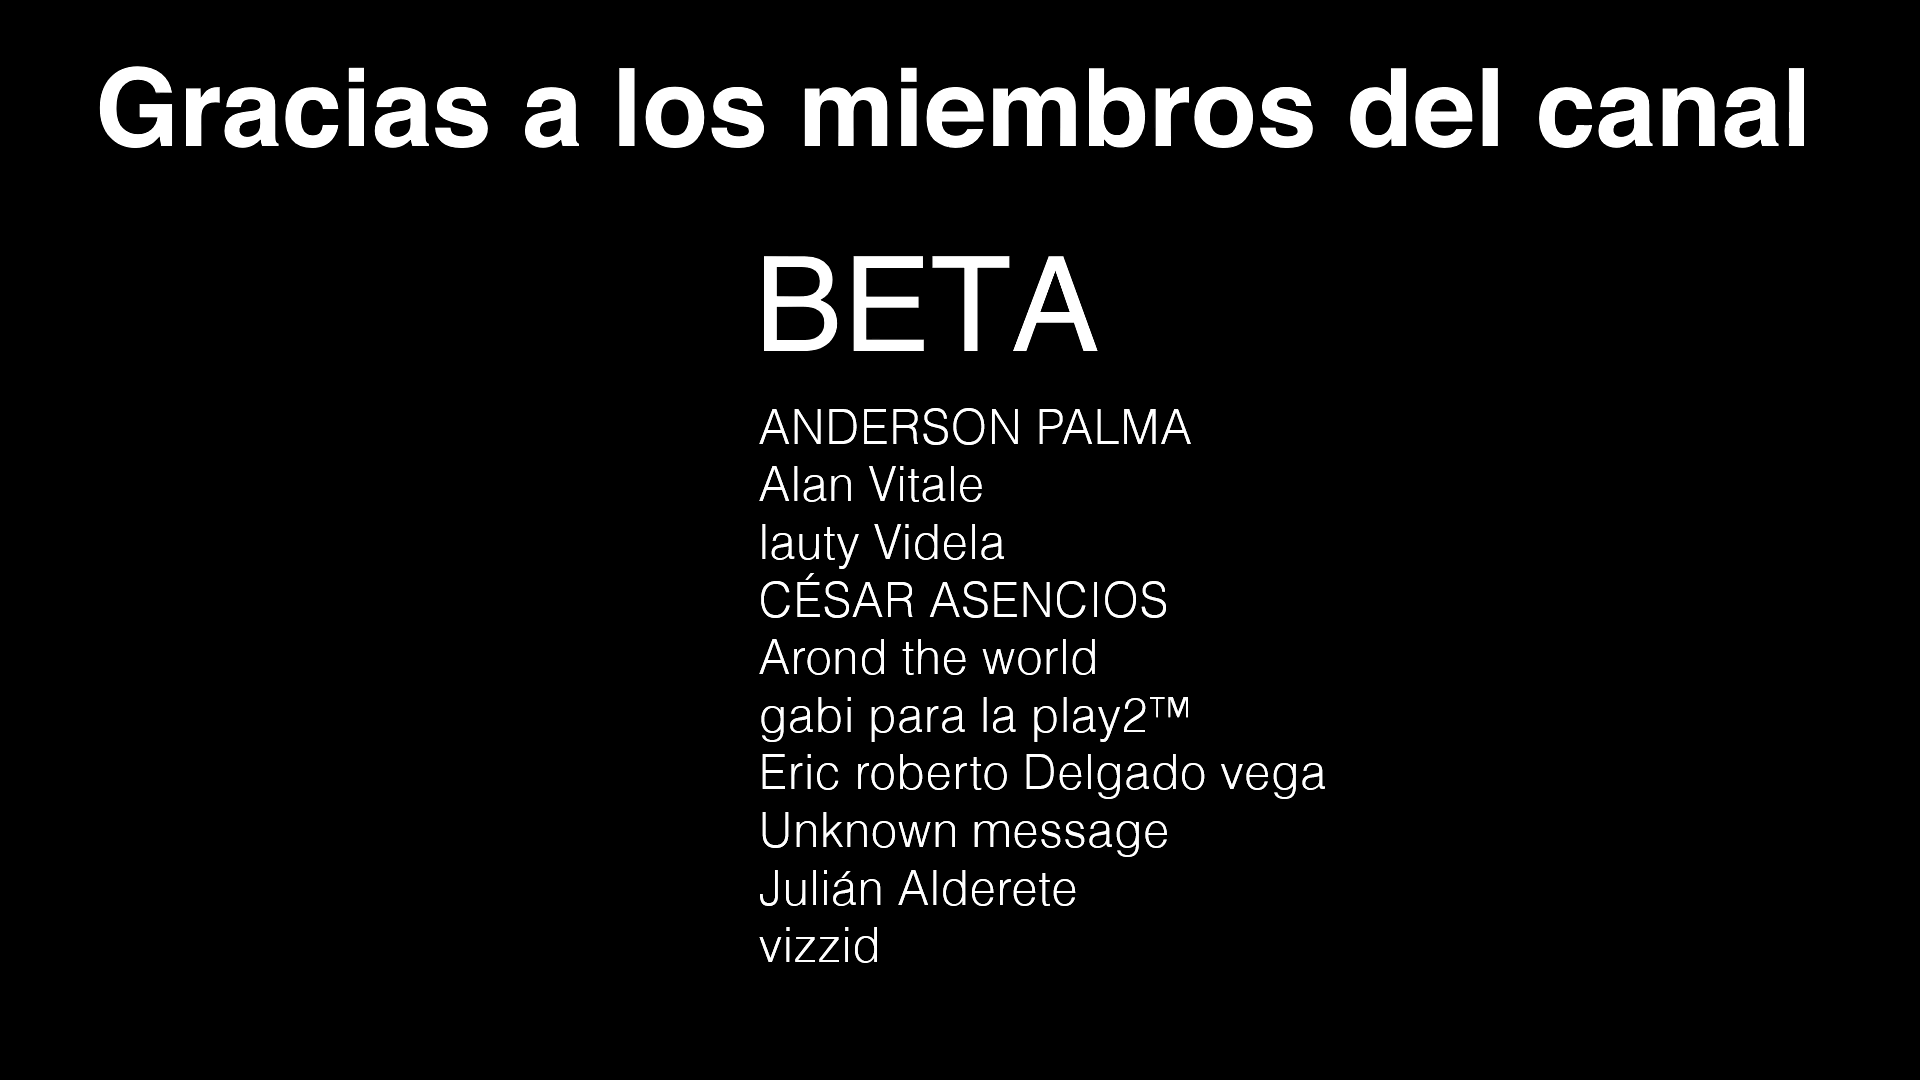 Gracias a los miembros del canal
BETA
ANDERSON PALMA
Alan Vitale
lauty Videla
CÉSAR ASENCIOS
Arond the world
gabi para la play2™
Eric roberto Delgado vega
Unknown message
Julián Alderete
vizzid